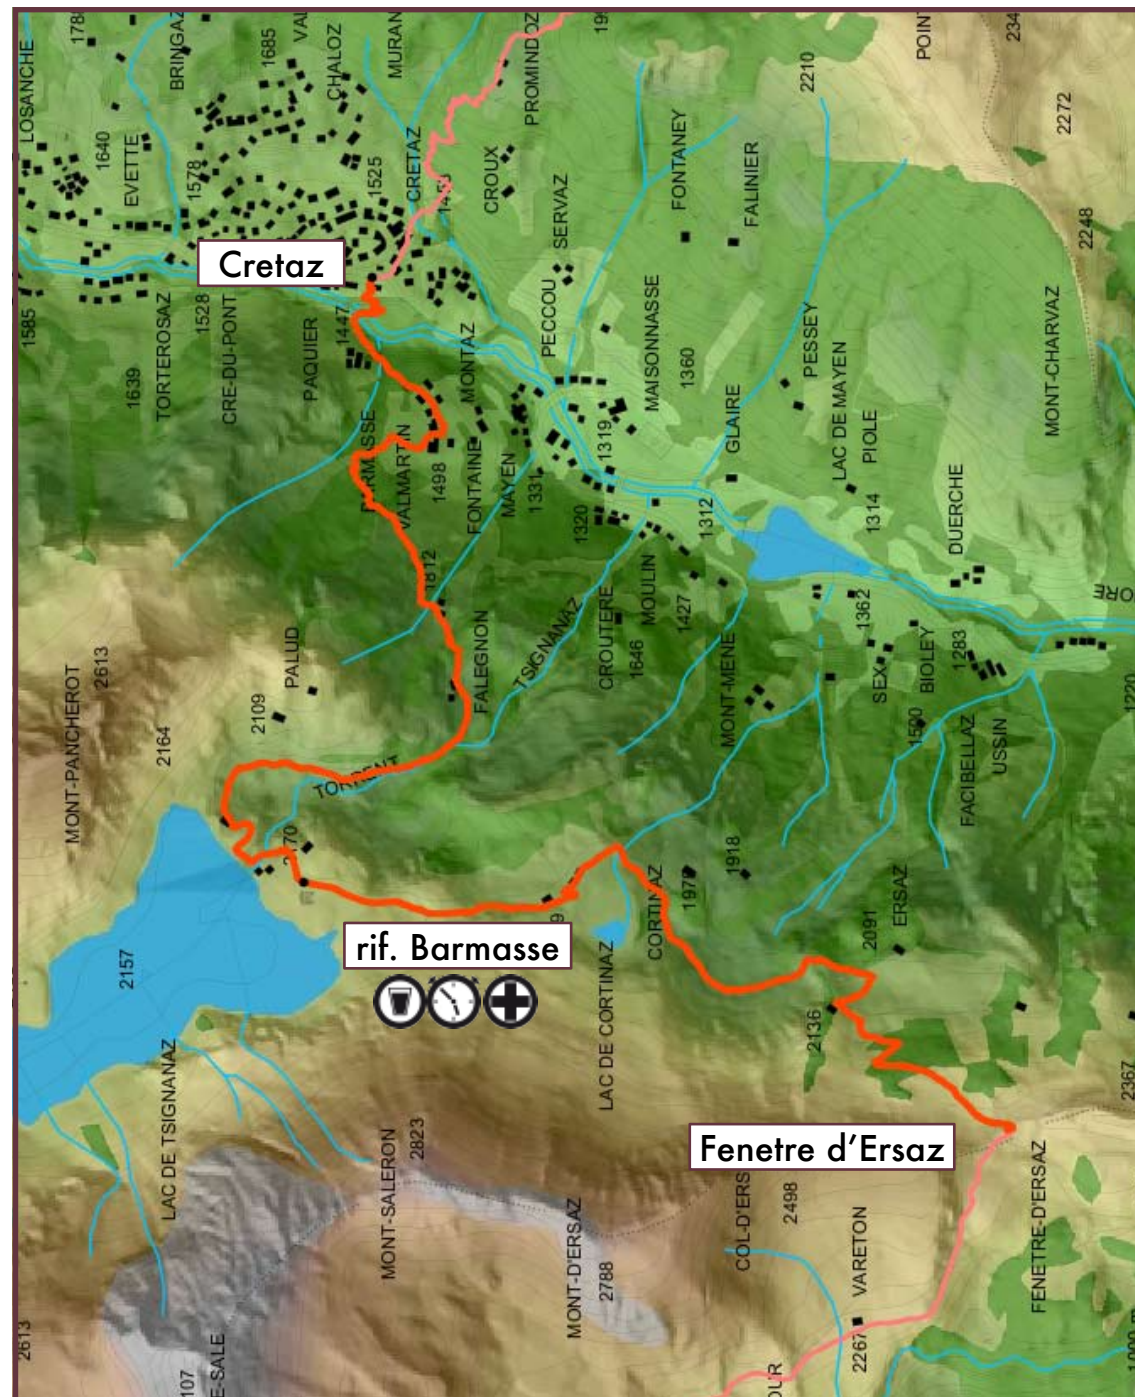 LOSANCHE
1640
EVETTE
BRINGAZ
1578
1685
CHALOZ
MURAN
1525
CRETAZ
PROMINDOZ
CROUX
SERVAZ
2210
FONTANEY
FALINIER
2272
2248
POINT
234
Cretaz
1585
1639
TORTEROSAZ
1528
CRE-DU-PONT
PAQUIER
1447
MONTAZ
PECCOU
MAISONNASSE
1360
PESSEY
LAC DE MAYEN
PIOLE
1314
GLAIRE
MONT-CHARVAZ
VALMARTIN
1498
FONTAINE
MAYEN
1331
1320
1319
1312
DUERCHE
1812
FALEGNON
TSIGNANAZ
CROUTERE
1646
MOULIN
1427
MONT-MENE
1362
SEX
BIOLEY
1283
1590
FACIBELLAZ
USSIN
1220
MONT-PANCHEROT
2613
2164
2109
PALUD
TORRENT
2157
rif. Barmasse
LAC DE CORTINAZ
CORTINAZ
1918
2091
ERSAZ
2136
2367
LAC DE TSIGNANAZ
MONT-SALERON
2823
Fenetre d'Ersaz
MONT-D'ERSAZ
2788
COL-D'ERS
2498
VARETON
2267
FENETRE-D'ERSAZ
2613
107
E-SALE